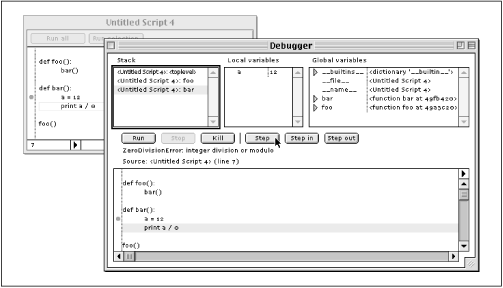 Untitled Script 4
Run all
def foo():
bar()
def bar():
a = 12
print a / 0
foo()
7
Debugger
Stack
Local variables
Global variables
<Untitled Script 4>: <toplevel>
<Untitled Script 4>: foo
<Untitled Script 4>: bar
a 12
__builtins__ <dictionary '__builtin__'>
__file__ <Untitled Script 4>
__name__ <Untitled Script 4>
bar <function bar at 49fb420>
foo
Run Stop Kill Step Step in Step out
ZeroDivisionError: integer division or modulo
Source: <Untitled Script 4> (line 7)
def foo():
bar()
def bar():
a = 12
print a / 0
foo()